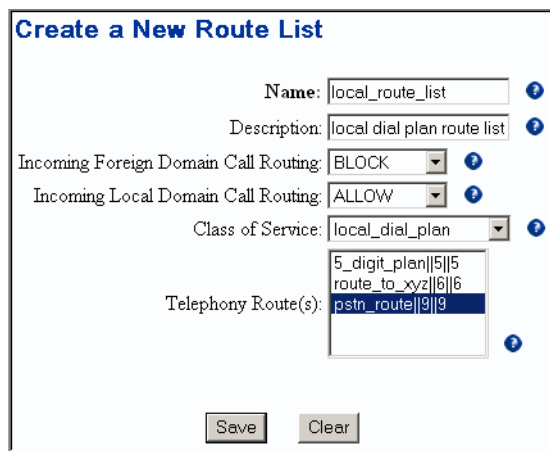 Create a New Route List
Name: local_route_list
Description: local dial plan route list
Incoming Foreign Domain Call Routing: BLOCK
Incoming Local Domain Call Routing: ALLOW
Class of Service: local_dial_plan
Telephony Route(s):
5_digit_plan||5||5
route_to_xyz||6||6
pstn_route||9||9
Save Clear